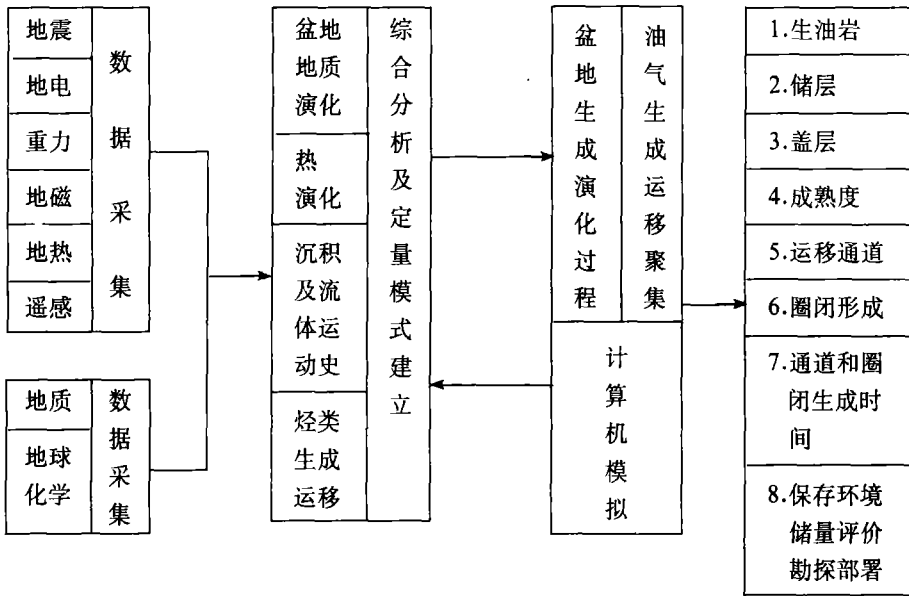 地震
地电
重力
地磁
地热
遥感
数据采集
地质
地球
化学
数据采集
盆地
地质
演化
热
演化
沉积
及流
体运
动史
烃类
生成
运移
综合分析及定量模式建立
盆地生成演化过程
油气生成运移聚集
计算机模拟
1.生油岩
2.储层
3.盖层
4.成熟度
5.运移通道
6.圈闭形成
7.通道和圈
闭生成时
间
8.保存环境
储量评价
勘探部署